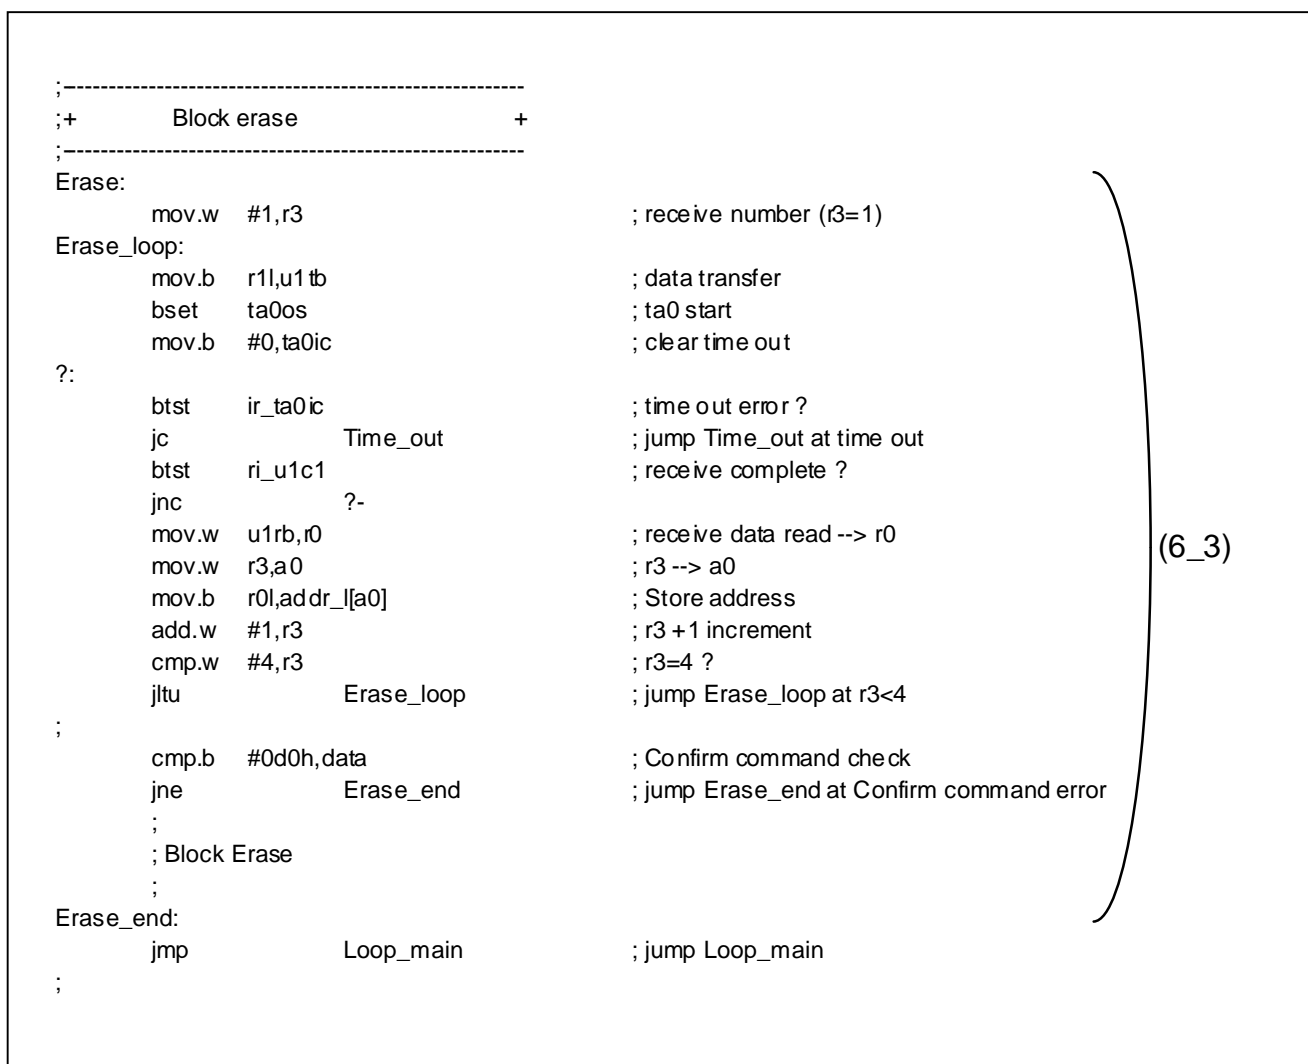 ;--------------------------------------------------------
;+ Block erase +
;--------------------------------------------------------
Erase:
mov.w #1,r3 ; receive number (r3=1)
Erase_loop:
mov.b r1l,u1tb ; data transfer
bset ta0os ; ta0 start
mov.b #0,ta0ic ; clear time out
?:
btst ir_ta0ic ; time out error ?
jc Time_out ; jump Time_out at time out
btst ri_u1c1 ; receive complete ?
jnc ?-
mov.w u1rb,r0 ; receive data read --> r0
mov.w r3,a0 ; r3 --> a0
mov.b r0l,addr_l[a0] ; Store address
add.w #1,r3 ; r3 +1 increment
cmp.w #4,r3 ; r3=4 ?
jltu Erase_loop ; jump Erase_loop at r3<4
;
cmp.b #0d0h,data ; Confirm command check
jne Erase_end ; jump Erase_end at Confirm command error
;
; Block Erase
;
Erase_end:
jmp Loop_main ; jump Loop_main
;
(6_3)